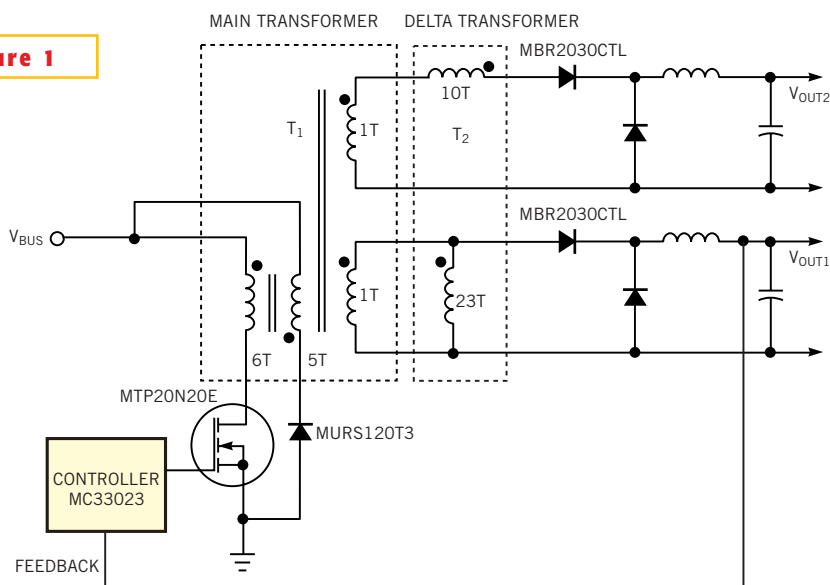 MAIN TRANSFORMER
DELTA TRANSFORMER
ure 1
MBR2030CTL
10T
T1
1T
T2
VOUT2
MBR2030CTL
VBUS
1T
23T
VOUT1
6T
5T
MTP20N20E
MURS120T3
CONTROLLER
MC33023
FEEDBACK